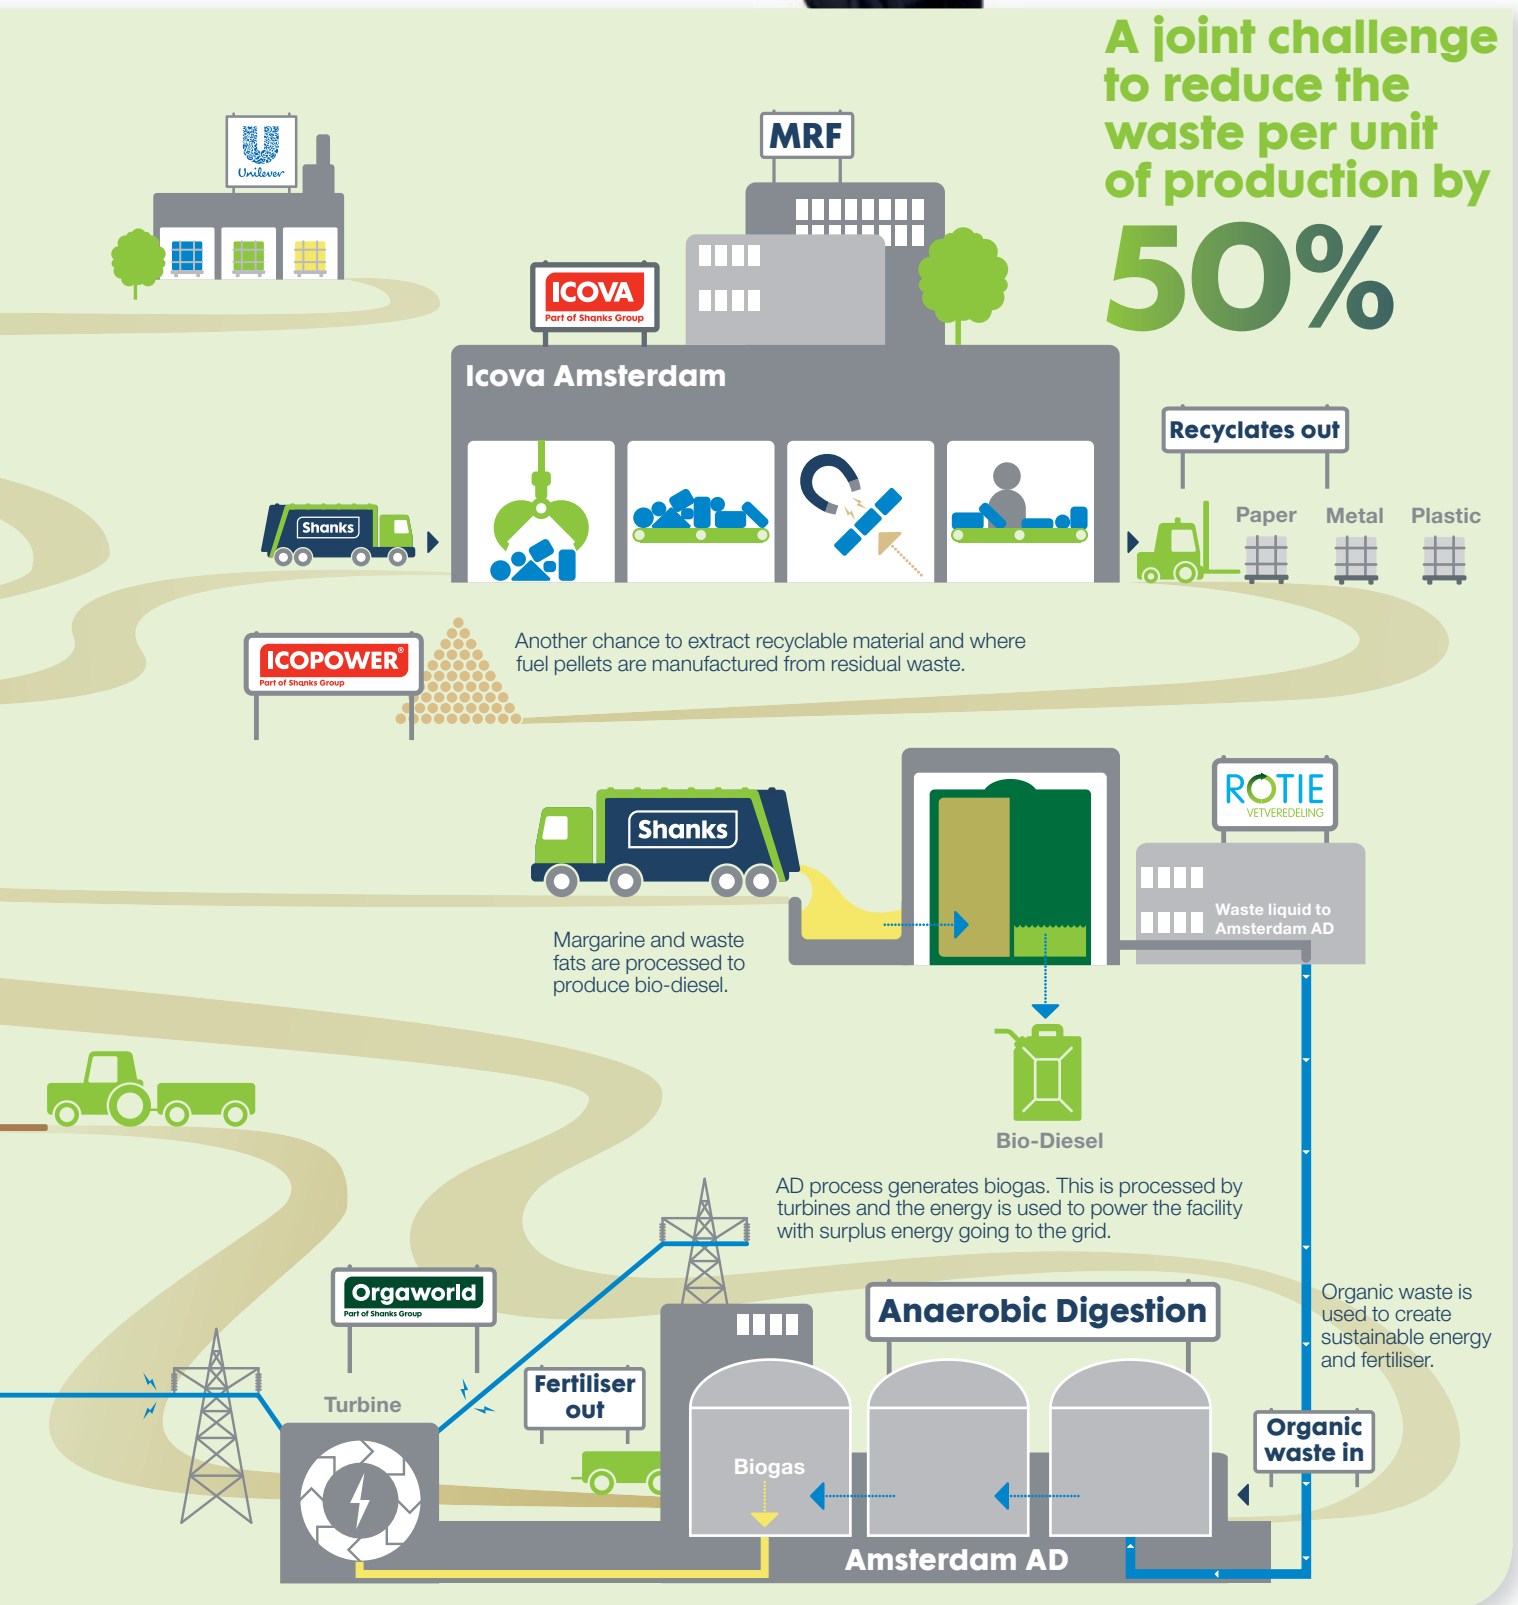 A joint challenge
to reduce the
waste per unit
of production by
50%
Unilever
MRF
ICOVA
Part of Shanks Group
Icova Amsterdam
Recyclates out
Paper
Metal
Plastic
Shanks
ICOPOWER®
Part of Shanks Group
Another chance to extract recyclable material and where
fuel pellets are manufactured from residual waste.
Shanks
ROTIE
VETVEREDELING
Waste liquid to
Amsterdam AD
Margarine and waste
fats are processed to
produce bio-diesel.
Bio-Diesel
AD process generates biogas. This is processed by
turbines and the energy is used to power the facility
with surplus energy going to the grid.
Orgaworld
Part of Shanks Group
Anaerobic Digestion
Organic waste is
used to create
sustainable energy
and fertiliser.
Turbine
Fertiliser
out
Organic
waste in
Biogas
Amsterdam AD